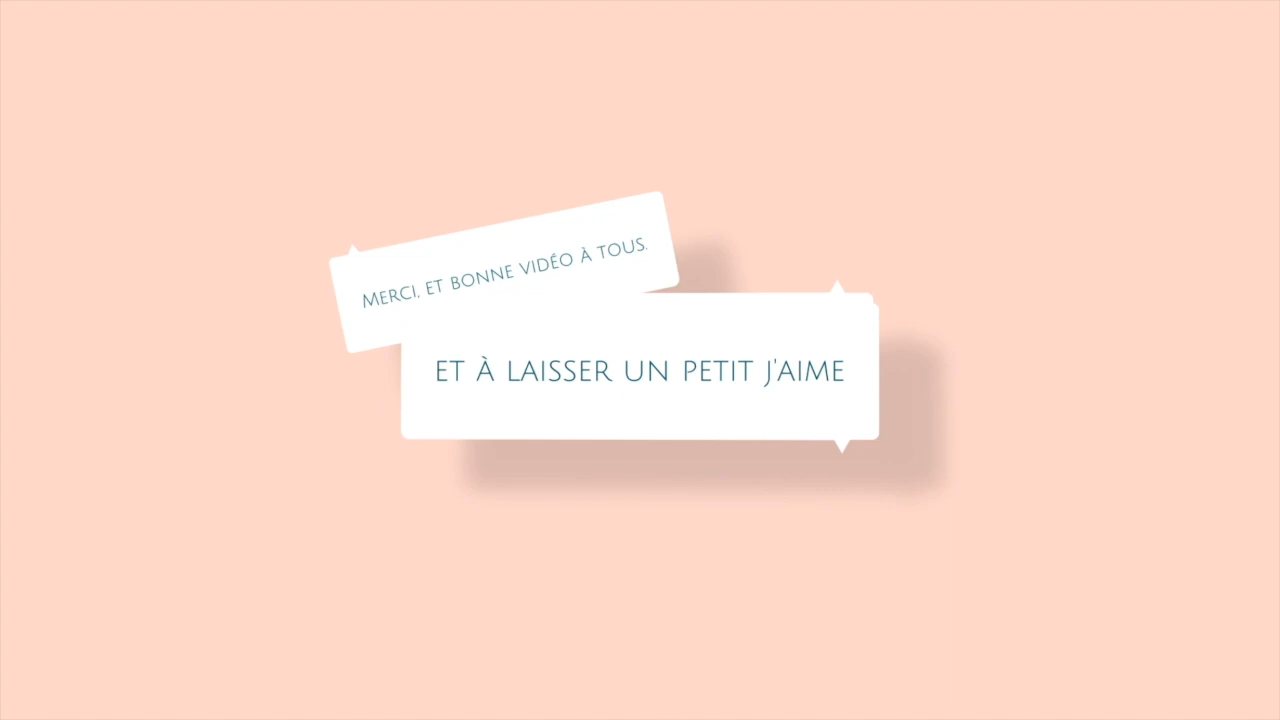 Merci, et bonne vidéo à tous.
et à laisser un petit j'aime